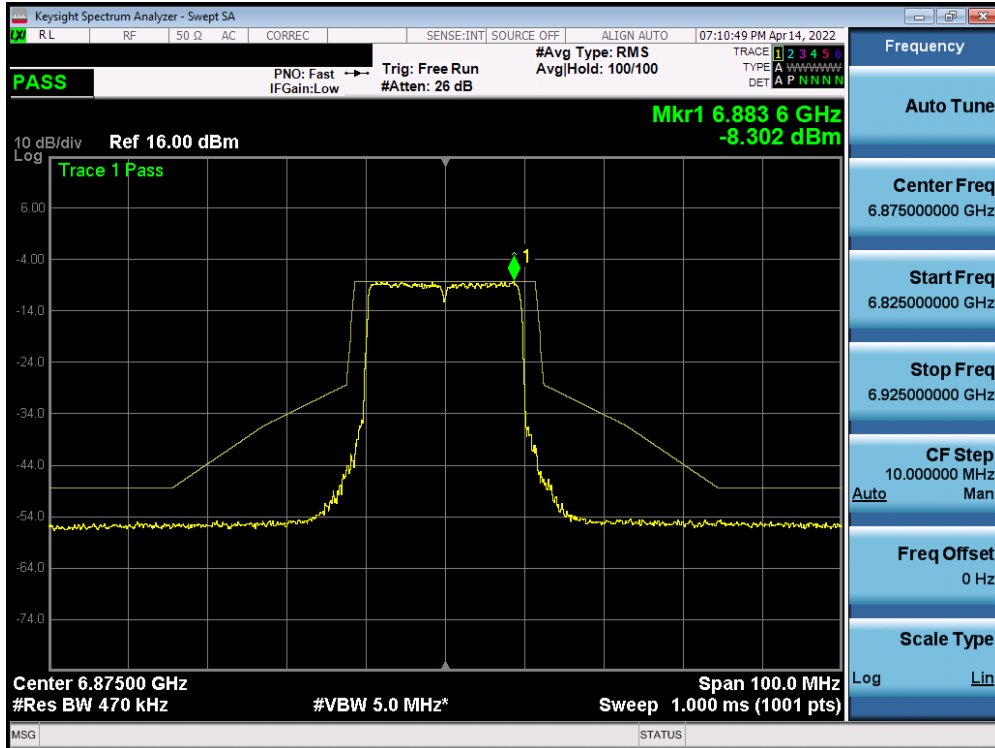 Keysight Spectrum Analyzer - Swept SA
LXI RL RF 50 Ω AC CORREC SENSE:INT SOURCE OFF ALIGN AUTO 07:10:49 PM Apr 14, 2022
PASS
PNO: Fast
IFGain:Low
Trig: Free Run
#Atten: 26 dB
#Avg Type: RMS
Avg|Hold: 100/100
TRACE 1 2 3 4 5 6
TYPE A WWWWW
DET A P N N N N
Mkr1 6.883 6 GHz
-8.302 dBm
10 dB/div Ref 16.00 dBm
Log
Trace 1 Pass
1
6.00
-4.00
-14.0
-24.0
-34.0
-44.0
-54.0
-64.0
-74.0
Center 6.87500 GHz Span 100.0 MHz
#Res BW 470 kHz #VBW 5.0 MHz* Sweep 1.000 ms (1001 pts)
MSG STATUS
Frequency
Auto Tune
Center Freq
6.875000000 GHz
Start Freq
6.825000000 GHz
Stop Freq
6.925000000 GHz
CF Step
10.000000 MHz
Auto Man
Freq Offset
0 Hz
Scale Type
Log Lin